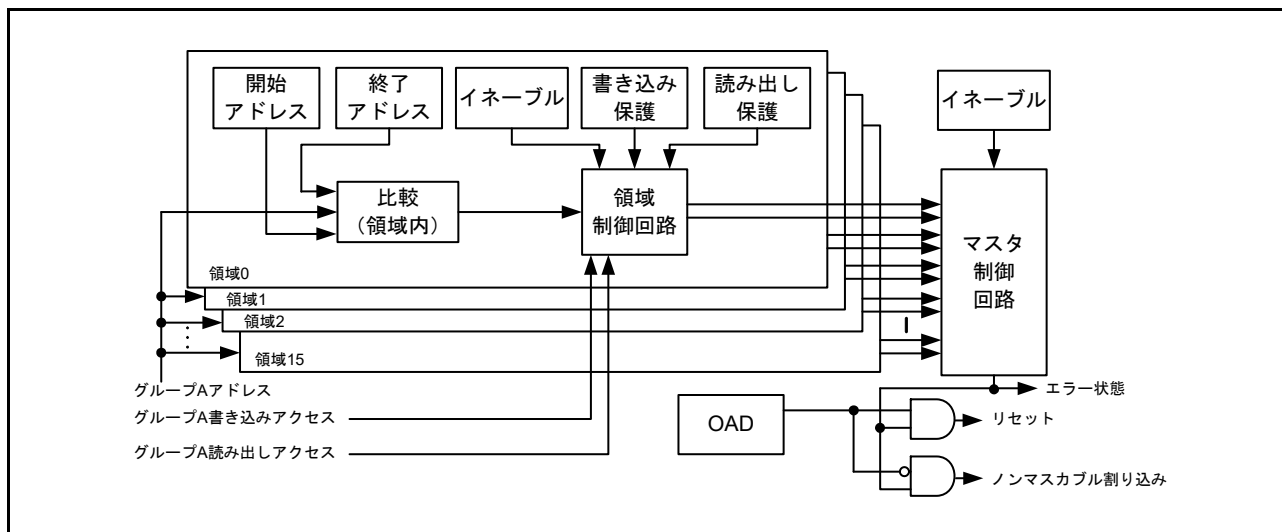 開始
アドレス
終了
アドレス
イネーブル
書き込み
保護
読み出し
保護
イネーブル
比較
（領域内）
領域
制御回路
マスタ
制御
回路
領域0
領域1
領域2
領域15
グループAアドレス
グループA書き込みアクセス
グループA読み出しアクセス
OAD
エラー状態
リセット
ノンマスカブル割り込み